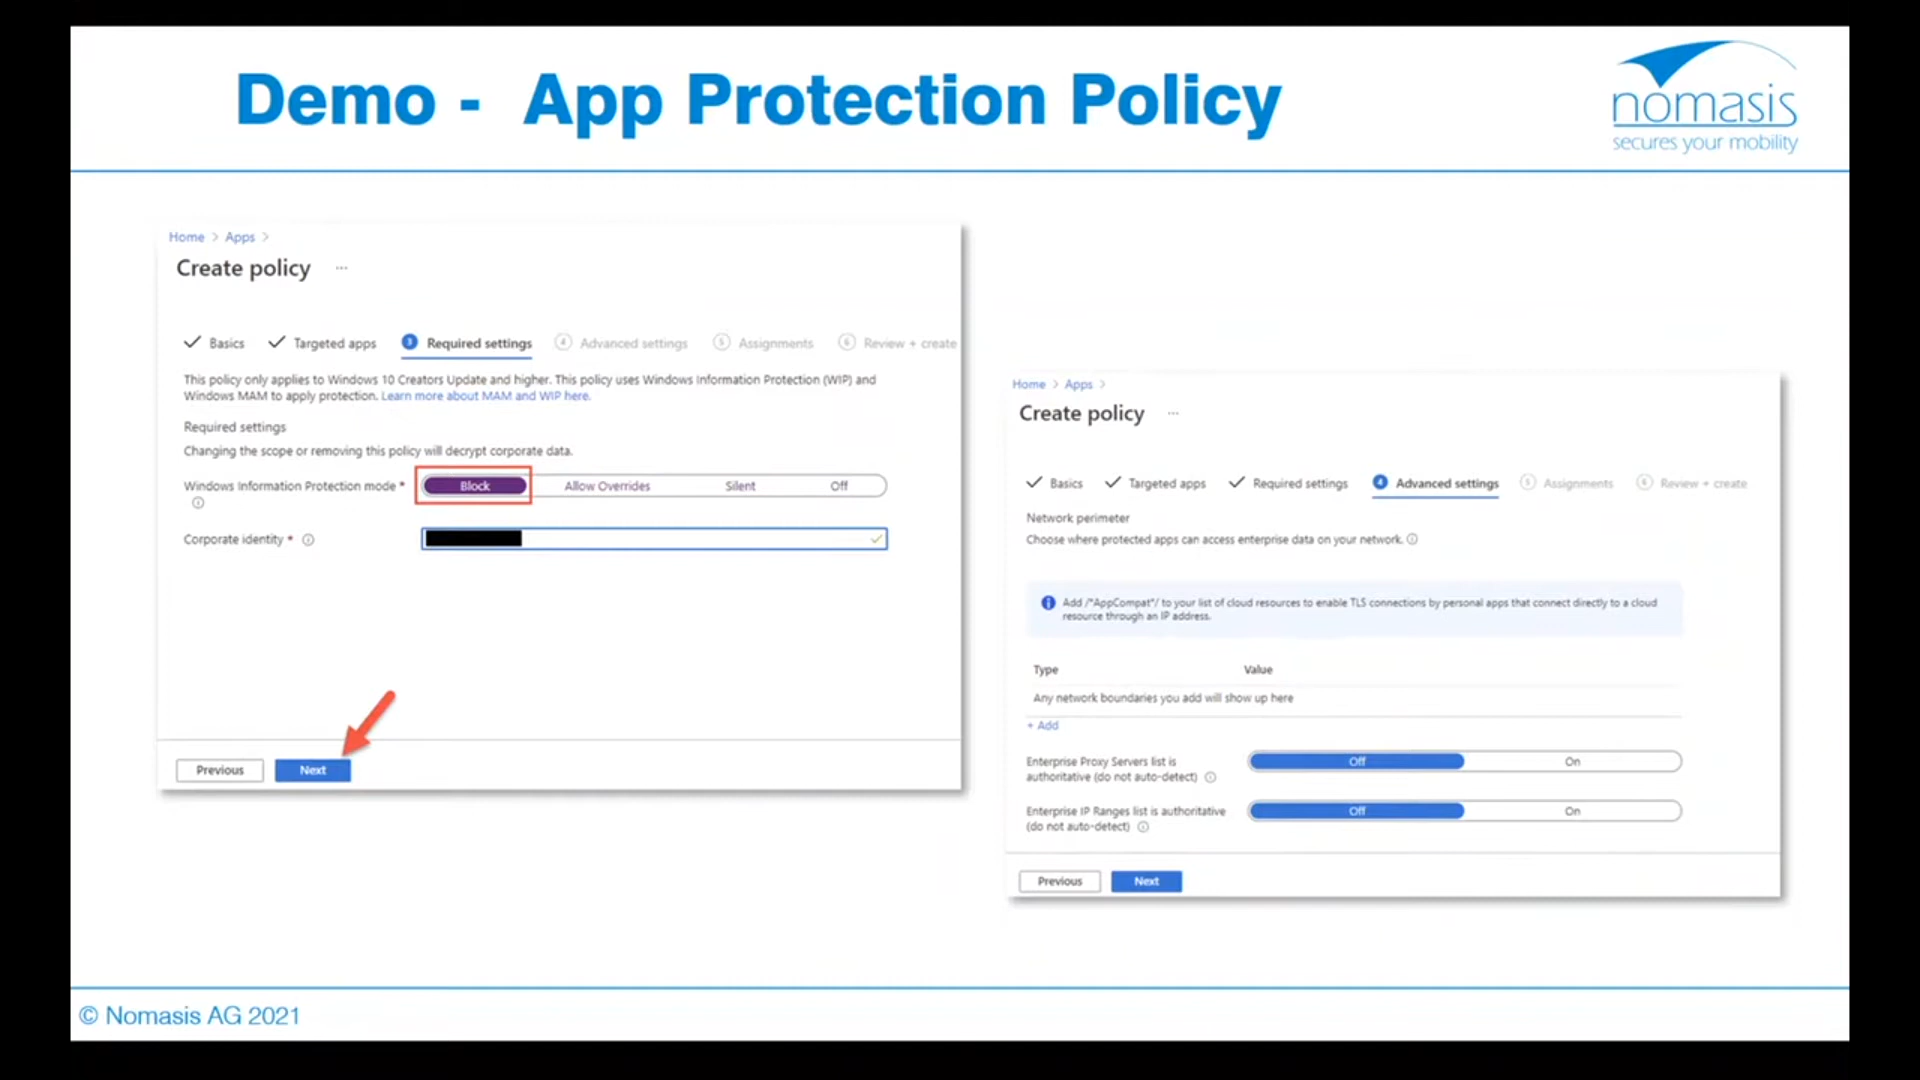 Demo - App Protection Policy
nomasis
secures your mobility
Home > Apps >
Create policy ...
Basics Targeted apps 3 Required settings 4 Advanced settings 5 Assignments 6 Review + create
This policy only applies to Windows 10 Creators Update and higher. This policy uses Windows Information Protection (WIP) and
Windows MAM to apply protection. Learn more about MAM and WIP here.
Required settings
Changing the scope or removing this policy will decrypt corporate data.
Windows Information Protection mode * Block Allow Overrides Silent Off
Corporate identity *
Previous Next
Home > Apps >
Create policy ...
Basics Targeted apps Required settings 4 Advanced settings 5 Assignments 6 Review + create
Network perimeter
Choose where protected apps can access enterprise data on your network.
Add /*AppCompat*/ to your list of cloud resources to enable TLS connections by personal apps that connect directly to a cloud
resource through an IP address.
Type Value
Any network boundaries you add will show up here
+ Add
Enterprise Proxy Servers list is
authoritative (do not auto-detect) Off On
Enterprise IP Ranges list is authoritative
(do not auto-detect) Off On
Previous Next
© Nomasis AG 2021